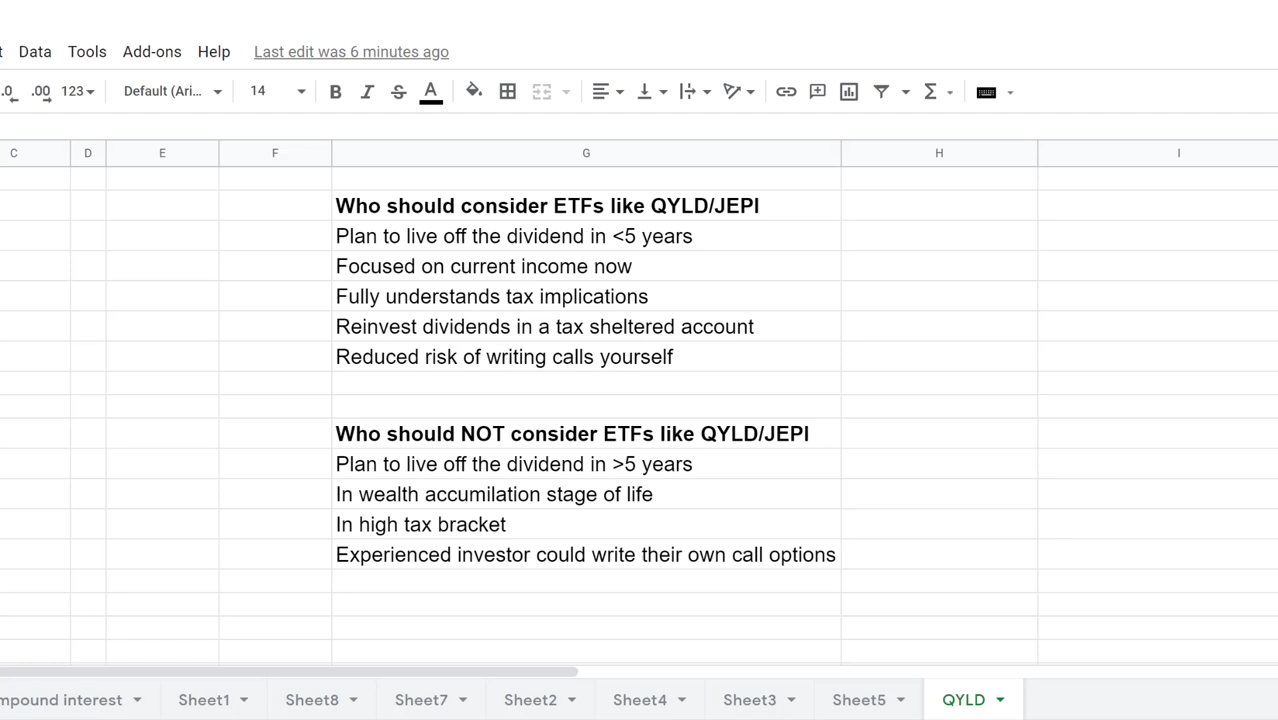 Data Tools Add-ons Help Last edit was 6 minutes ago
.0 .00 123 Default (Ari... 14 B I S A Σ
C D E F G H I
Who should consider ETFs like QYLD/JEPI
Plan to live off the dividend in <5 years
Focused on current income now
Fully understands tax implications
Reinvest dividends in a tax sheltered account
Reduced risk of writing calls yourself
Who should NOT consider ETFs like QYLD/JEPI
Plan to live off the dividend in >5 years
In wealth accumilation stage of life
In high tax bracket
Experienced investor could write their own call options
mpound interest Sheet1 Sheet8 Sheet7 Sheet2 Sheet4 Sheet3 Sheet5 QYLD